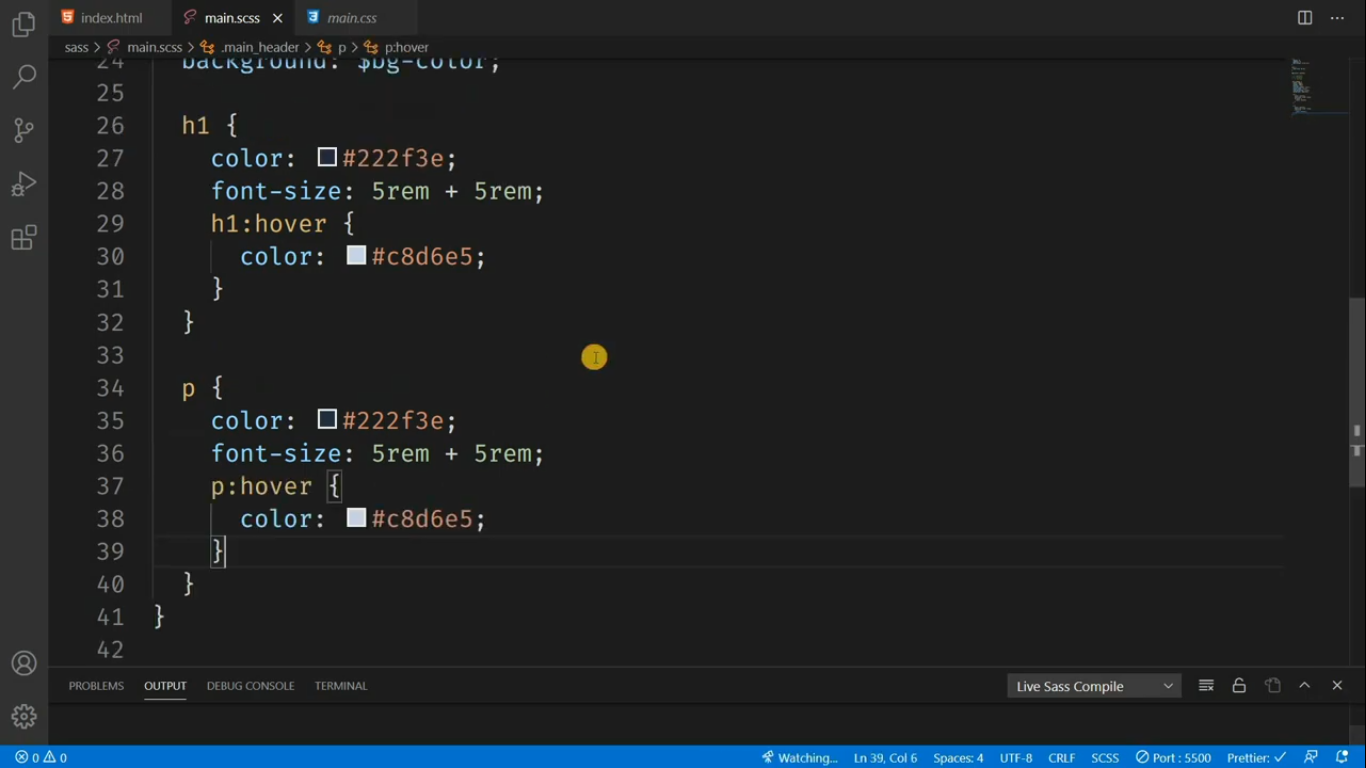 index.html main.scss main.css
sass > main.scss > .main_header > p > p:hover
24 background: $bg-color;
25
26 h1 {
27 color: #222f3e;
28 font-size: 5rem + 5rem;
29 h1:hover {
30 color: #c8d6e5;
31 }
32 }
33
34 p {
35 color: #222f3e;
36 font-size: 5rem + 5rem;
37 p:hover {
38 color: #c8d6e5;
39 }
40 }
41 }
42
PROBLEMS OUTPUT DEBUG CONSOLE TERMINAL Live Sass Compile
0 0 Watching... Ln 39, Col 6 Spaces: 4 UTF-8 CRLF SCSS Port : 5500 Prettier: ✓